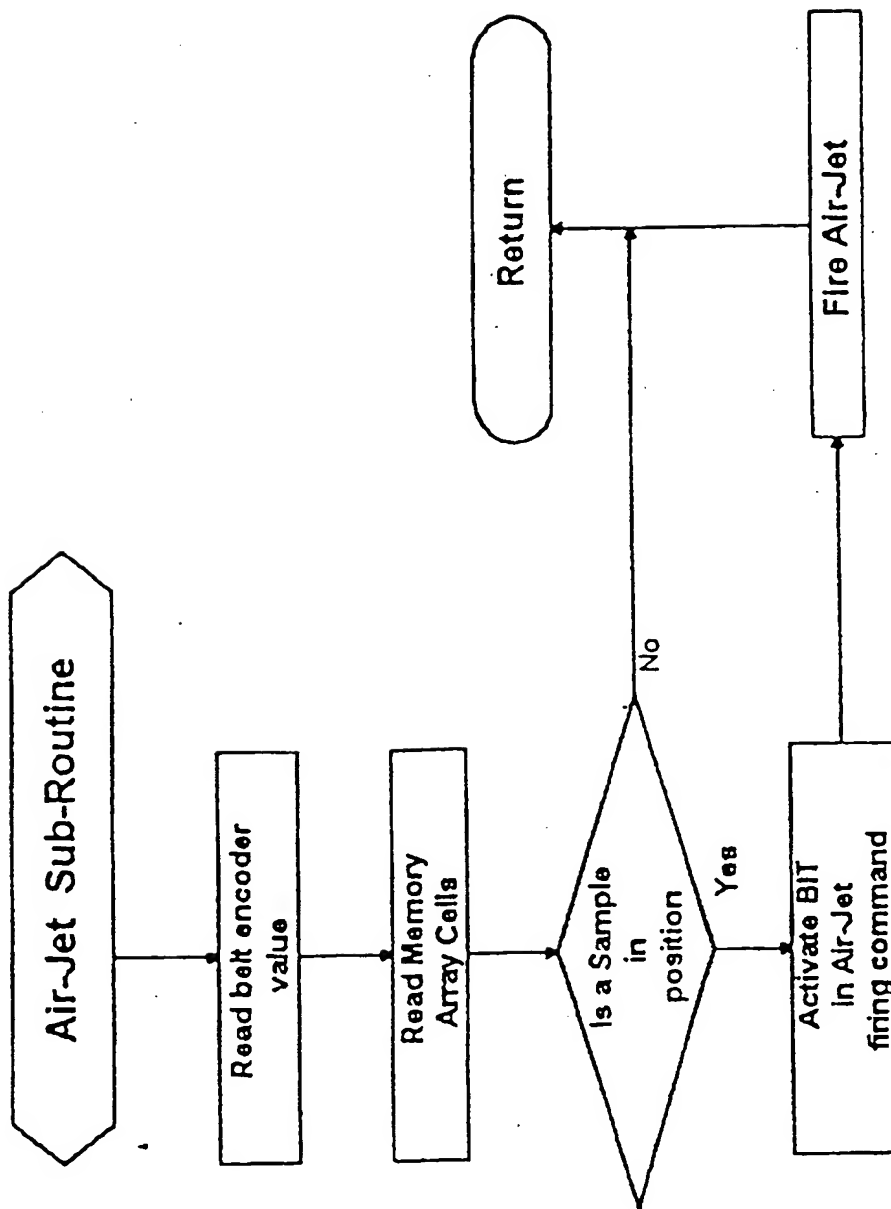 Air-Jet Sub-Routine
Read belt encoder
value
Read Memory
Array Cells
Is a Sample
in
position
No
Yes
Activate BIT
in Air-Jet
firing command
Fire Air-Jet
Return